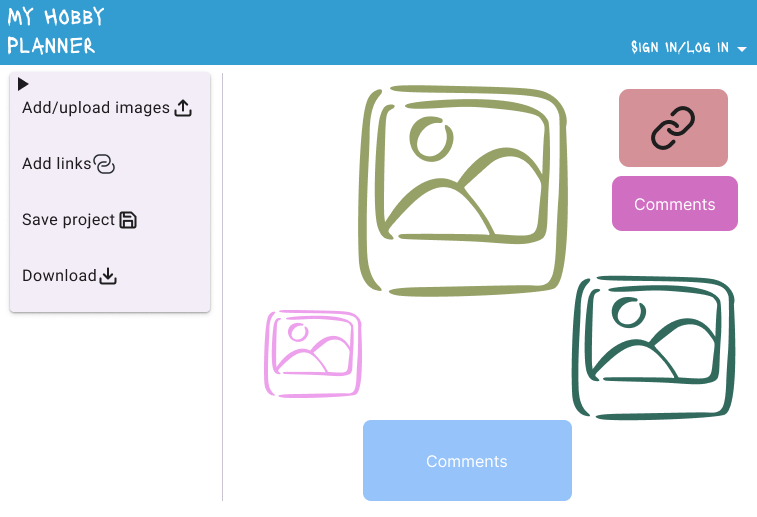 MY HOBBY
PLANNER
SIGN IN/LOG IN
Add/upload images
Add links
Save project
Download
Comments
Comments